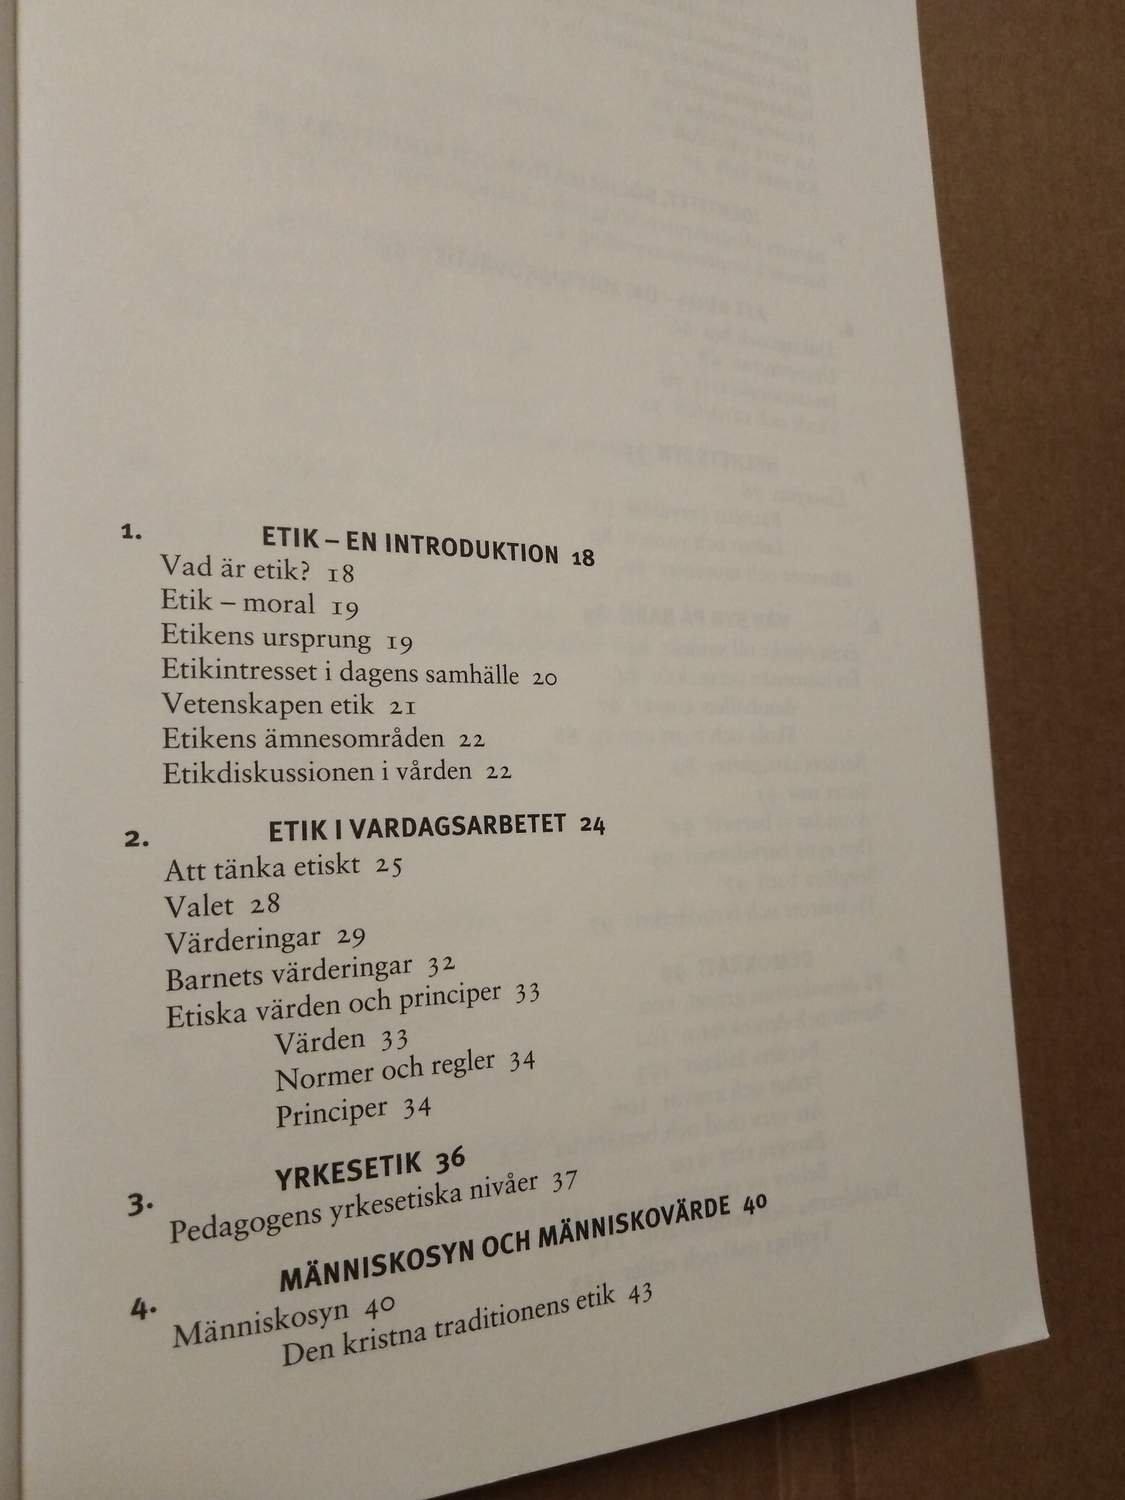 1. ETIK – EN INTRODUKTION 18
Vad är etik? 18
Etik – moral 19
Etikens ursprung 19
Etikintresset i dagens samhälle 20
Vetenskapen etik 21
Etikens ämnesområden 22
Etikdiskussionen i vården 22
2. ETIK I VARDAGSARBETET 24
Att tänka etiskt 25
Valet 28
Värderingar 29
Barnets värderingar 32
Etiska värden och principer 33
Värden 33
Normer och regler 34
Principer 34
3. YRKESETIK 36
Pedagogens yrkesetiska nivåer 37
4. MÄNNISKOSYN OCH MÄNNISKOVÄRDE 40
Människosyn 40
Den kristna traditionens etik 43